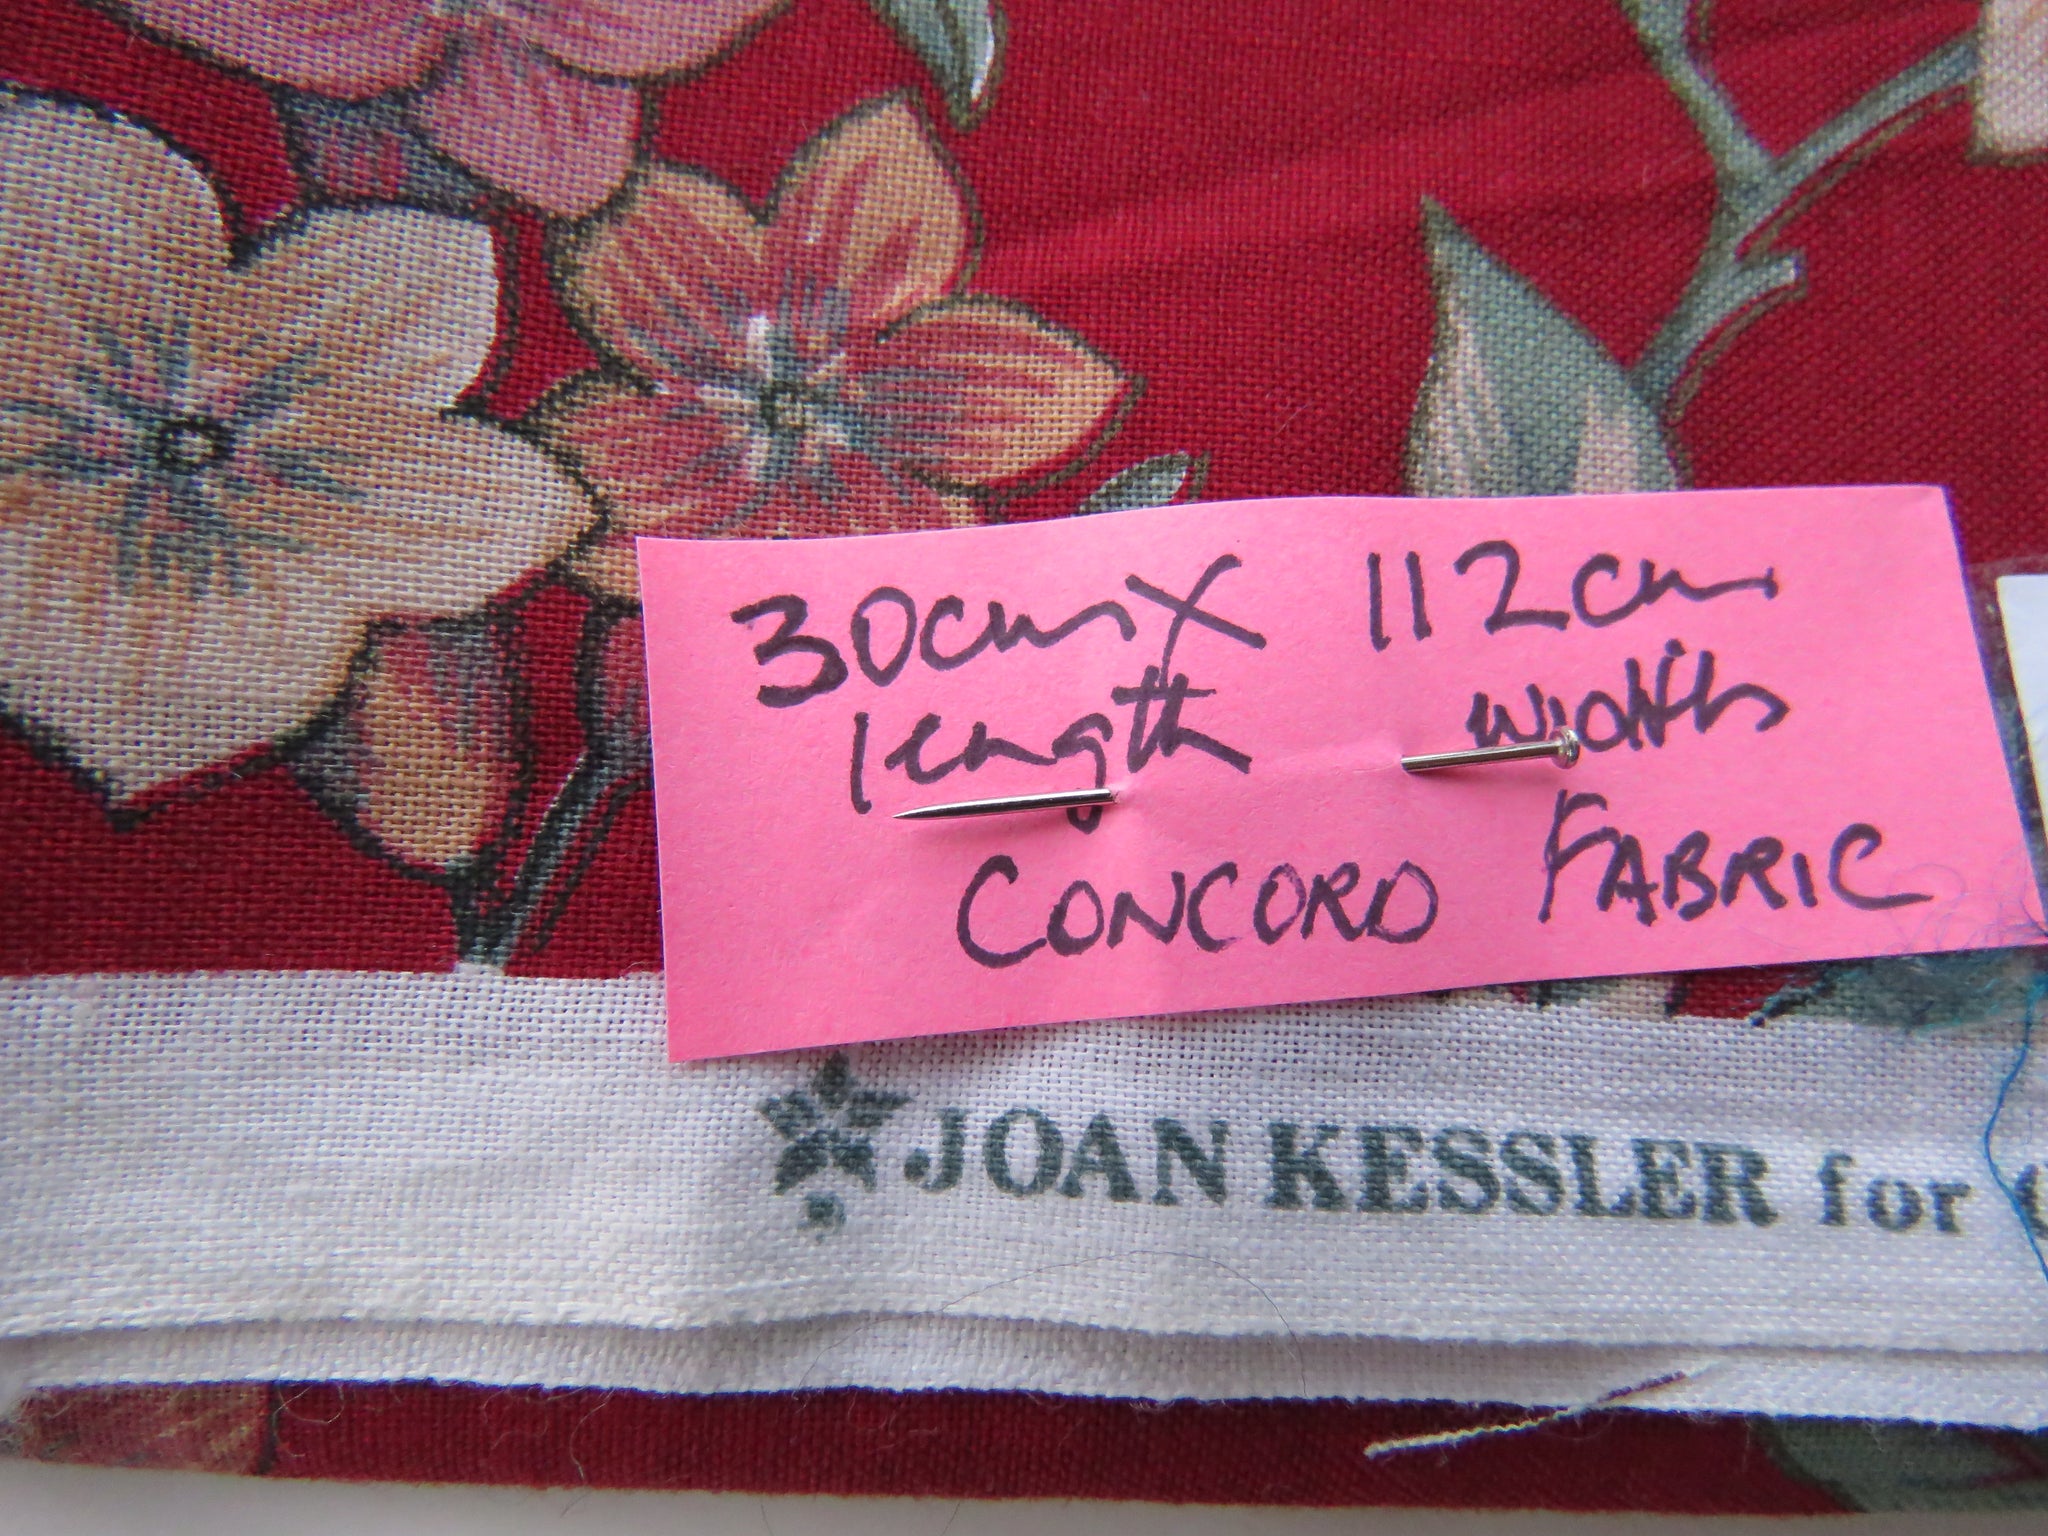 30cm X 112cm
length width
CONCORD FABRIC
JOAN KESSLER for